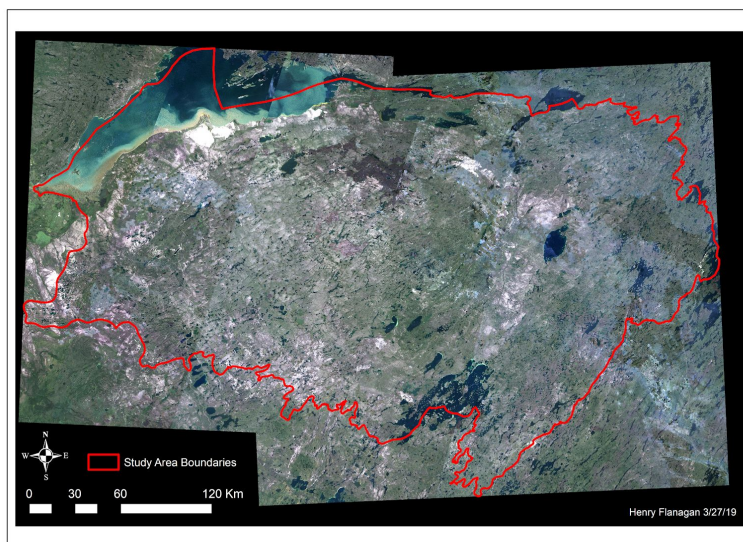 N
W E
S
Study Area Boundaries
0 30 60 120 Km
Henry Flanagan 3/27/19